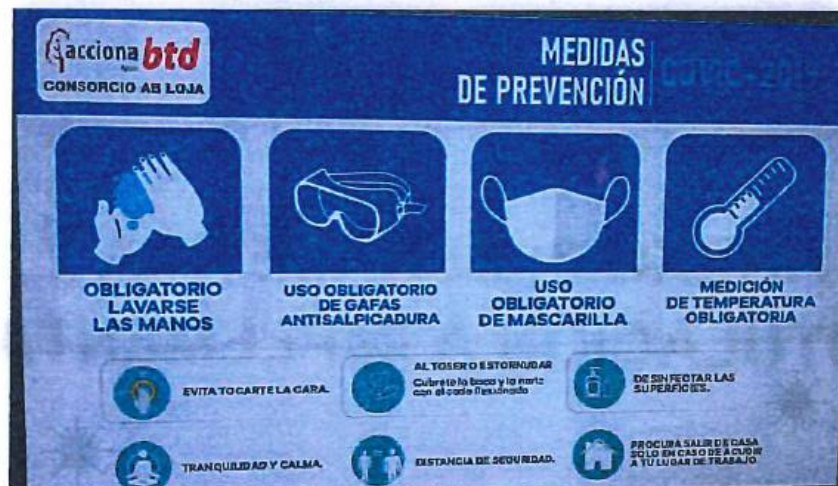 acciona btd
Agua
CONSORCIO AB LOJA
MEDIDAS
DE PREVENCIÓN
COVID-2019
OBLIGATORIO
LAVARSE
LAS MANOS
USO OBLIGATORIO
DE GAFAS
ANTISALPICADURA
USO
OBLIGATORIO
DE MASCARILLA
MEDICIÓN
DE TEMPERATURA
OBLIGATORIA
EVITA TOCARTE LA CARA.
AL TOSER O ESTORNUDAR
Cubrete la boca y la nariz
con el codo flexionado
DESINFECTAR LAS
SUPERFICIES.
TRANQUILIDAD Y CALMA.
DISTANCIA DE SEGURIDAD.
PROCURA SALIR DE CASA
SOLO EN CASO DE ACUDIR
A TU LUGAR DE TRABAJO